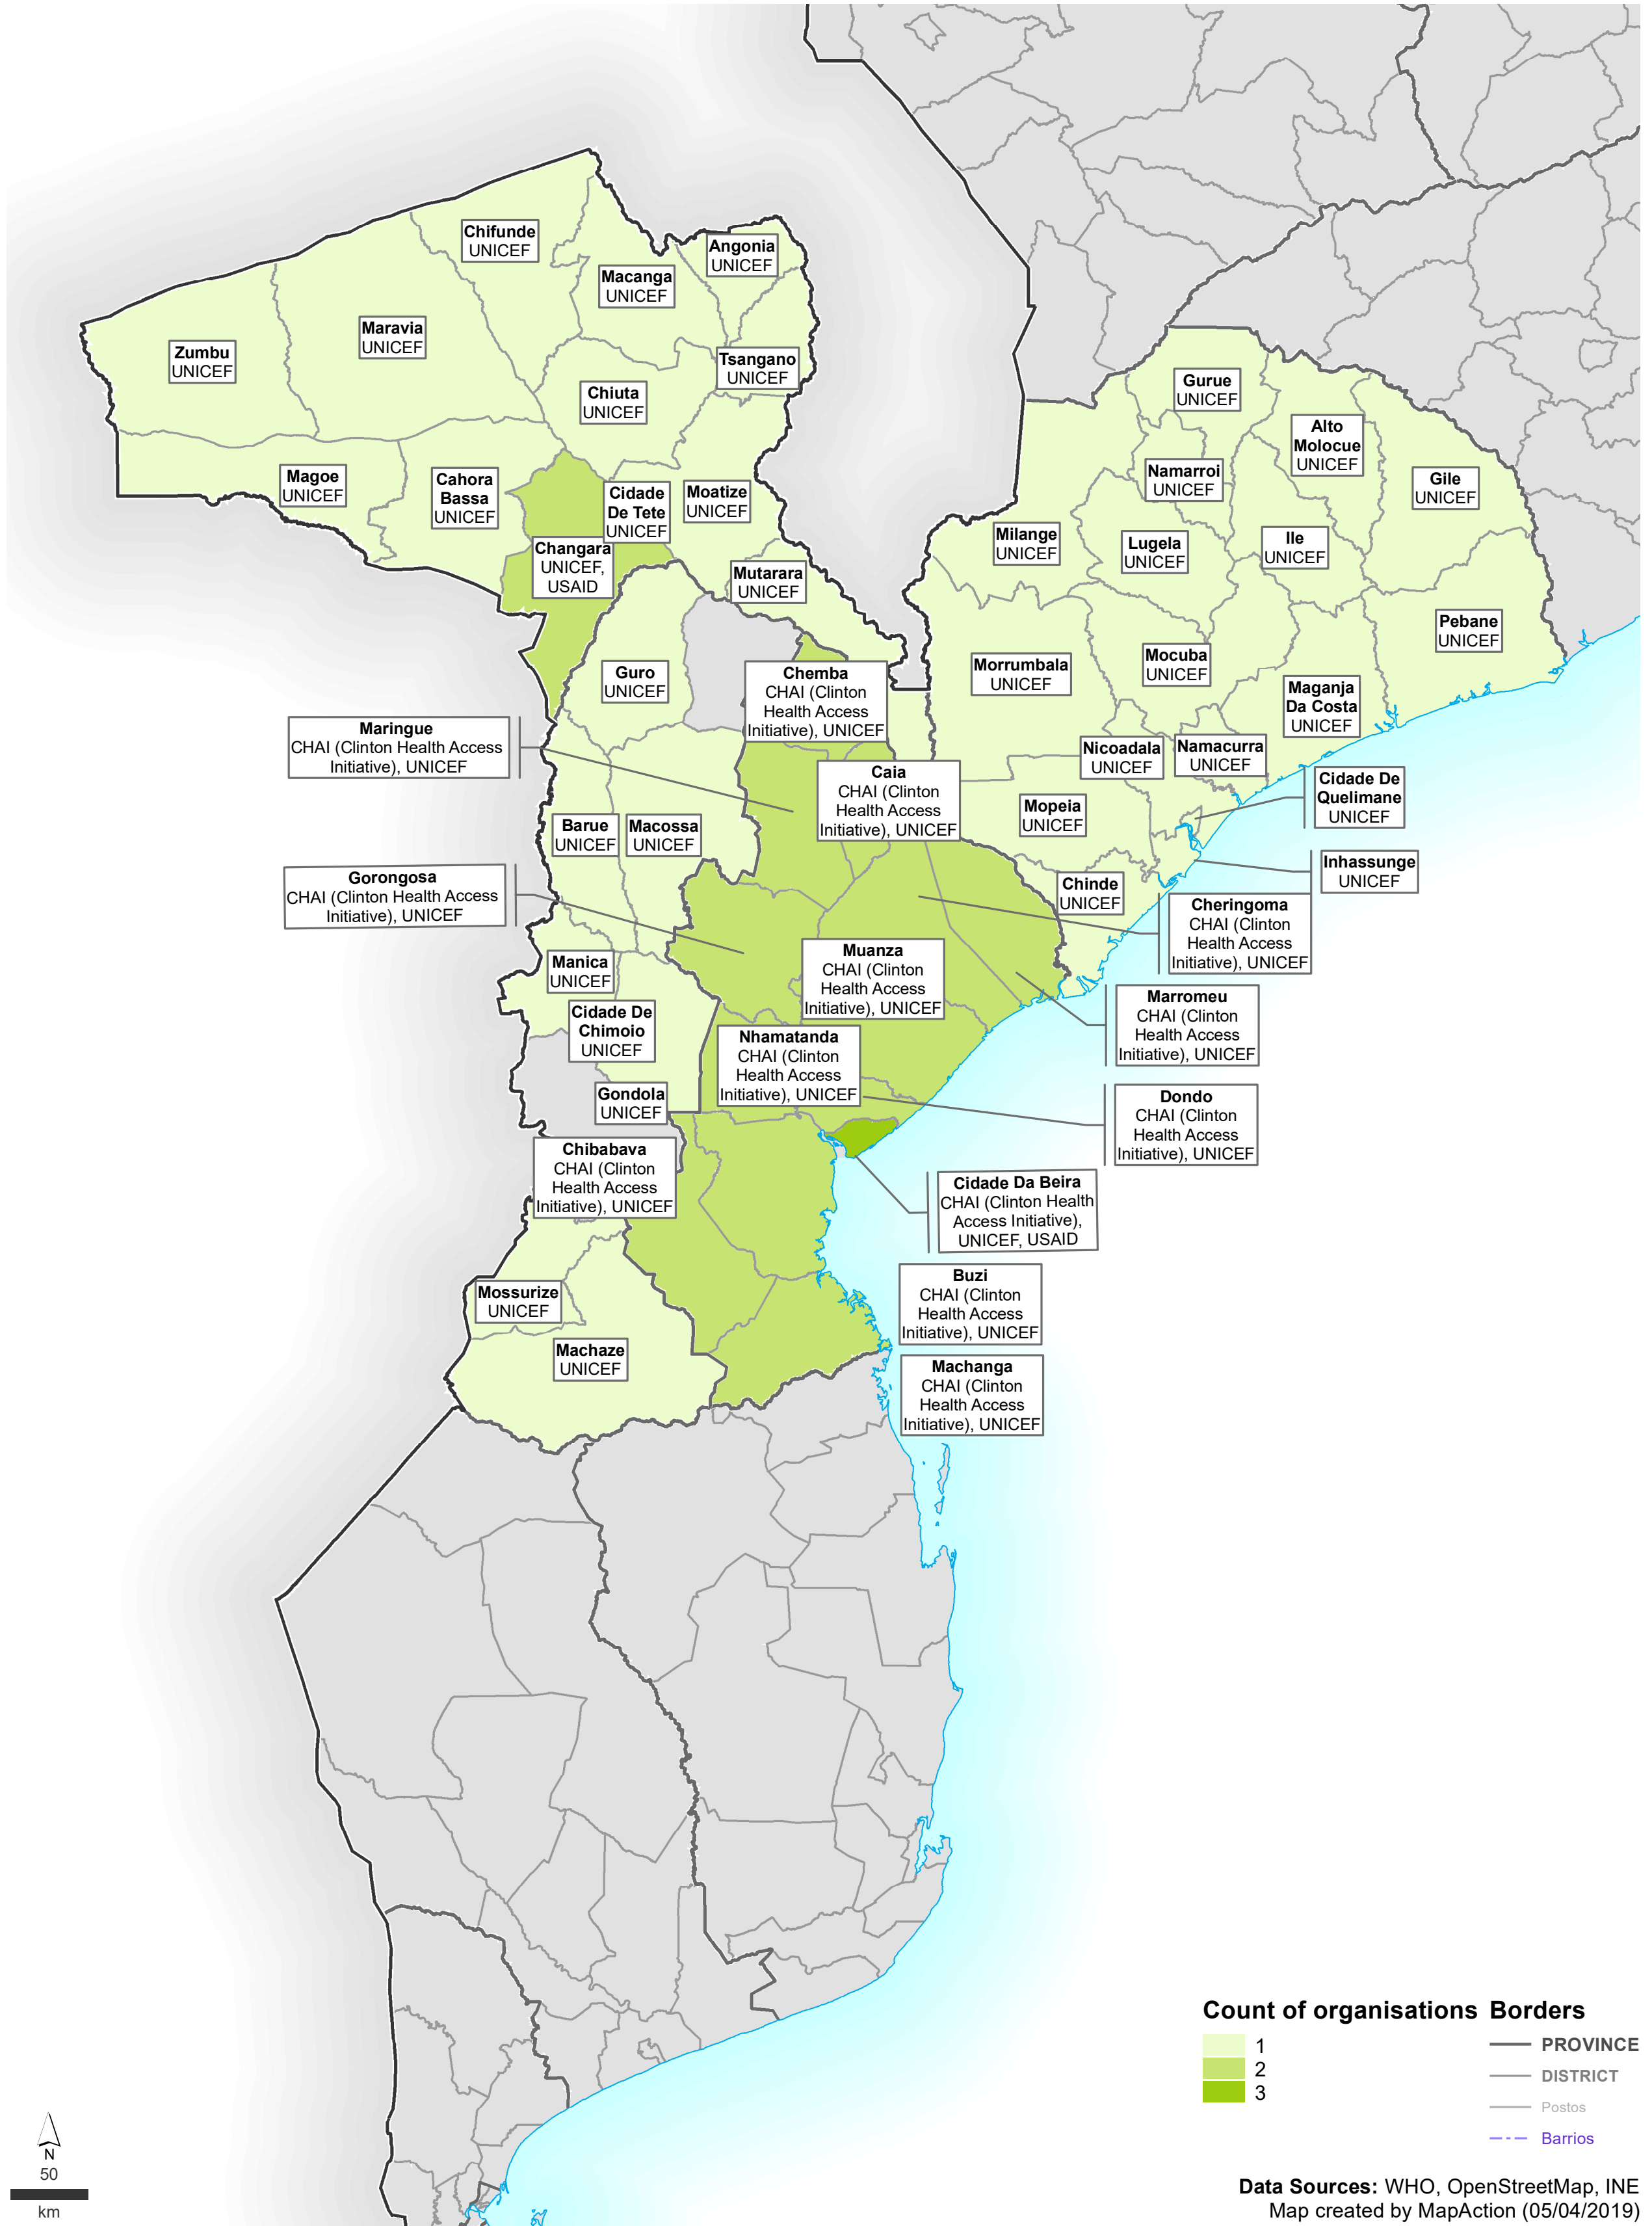 Chifunde
UNICEF
Angonia
UNICEF
Macanga
UNICEF
Maravia
UNICEF
Zumbu
UNICEF
Tsangano
UNICEF
Chiuta
UNICEF
Gurue
UNICEF
Alto
Molocue
UNICEF
Magoe
UNICEF
Cahora
Bassa
UNICEF
Cidade
De Tete
UNICEF
Moatize
UNICEF
Namarroi
UNICEF
Gile
UNICEF
Changara
UNICEF,
USAID
Mutarara
UNICEF
Milange
UNICEF
Lugela
UNICEF
Ile
UNICEF
Pebane
UNICEF
Guro
UNICEF
Chemba
CHAI (Clinton
Health Access
Initiative), UNICEF
Morrumbala
UNICEF
Mocuba
UNICEF
Maganja
Da Costa
UNICEF
Maringue
CHAI (Clinton Health Access
Initiative), UNICEF
Nicoadala
UNICEF
Namacurra
UNICEF
Caia
CHAI (Clinton
Health Access
Initiative), UNICEF
Cidade De
Quelimane
UNICEF
Mopeia
UNICEF
Barue
UNICEF
Macossa
UNICEF
Inhassunge
UNICEF
Gorongosa
CHAI (Clinton Health Access
Initiative), UNICEF
Chinde
UNICEF
Cheringoma
CHAI (Clinton
Health Access
Initiative), UNICEF
Manica
UNICEF
Muanza
CHAI (Clinton
Health Access
Initiative), UNICEF
Marromeu
CHAI (Clinton
Health Access
Initiative), UNICEF
Cidade De
Chimoio
UNICEF
Nhamatanda
CHAI (Clinton
Health Access
Initiative), UNICEF
Gondola
UNICEF
Dondo
CHAI (Clinton
Health Access
Initiative), UNICEF
Chibabava
CHAI (Clinton
Health Access
Initiative), UNICEF
Cidade Da Beira
CHAI (Clinton Health
Access Initiative),
UNICEF, USAID
Buzi
CHAI (Clinton
Health Access
Initiative), UNICEF
Mossurize
UNICEF
Machaze
UNICEF
Machanga
CHAI (Clinton
Health Access
Initiative), UNICEF
Count of organisations
1
2
3
Borders
PROVINCE
DISTRICT
Postos
Barrios
N
50
km
Data Sources: WHO, OpenStreetMap, INE
Map created by MapAction (05/04/2019)